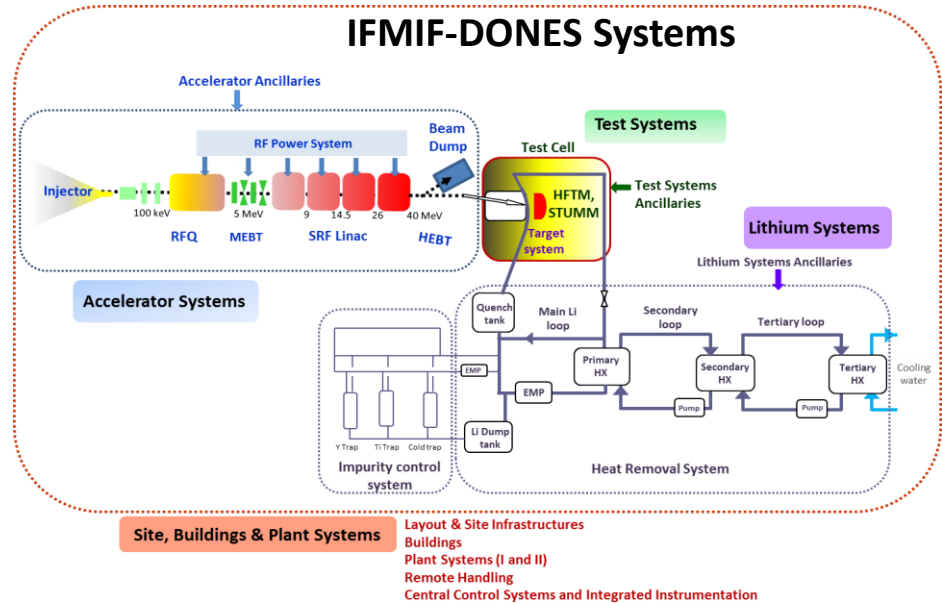 IFMIF-DONES Systems
Accelerator Ancillaries
RF Power System
Beam
Dump
Injector
100 keV
5 MeV
9
14.5
26
40 MeV
RFQ
MEBT
SRF Linac
HEBT
Accelerator Systems
Test Systems
Test Cell
HFTM,
STUMM
Target
system
Test Systems
Ancillaries
Lithium Systems
Lithium Systems Ancillaries
Quench
tank
Main Li
loop
Secondary
loop
Tertiary loop
Primary
HX
Secondary
HX
Tertiary
HX
Cooling
water
EMP
EMP
Pump
Pump
Li Dump
tank
Y Trap
Ti Trap
Cold trap
Impurity control
system
Heat Removal System
Site, Buildings & Plant Systems
Layout & Site Infrastructures
Buildings
Plant Systems (I and II)
Remote Handling
Central Control Systems and Integrated Instrumentation